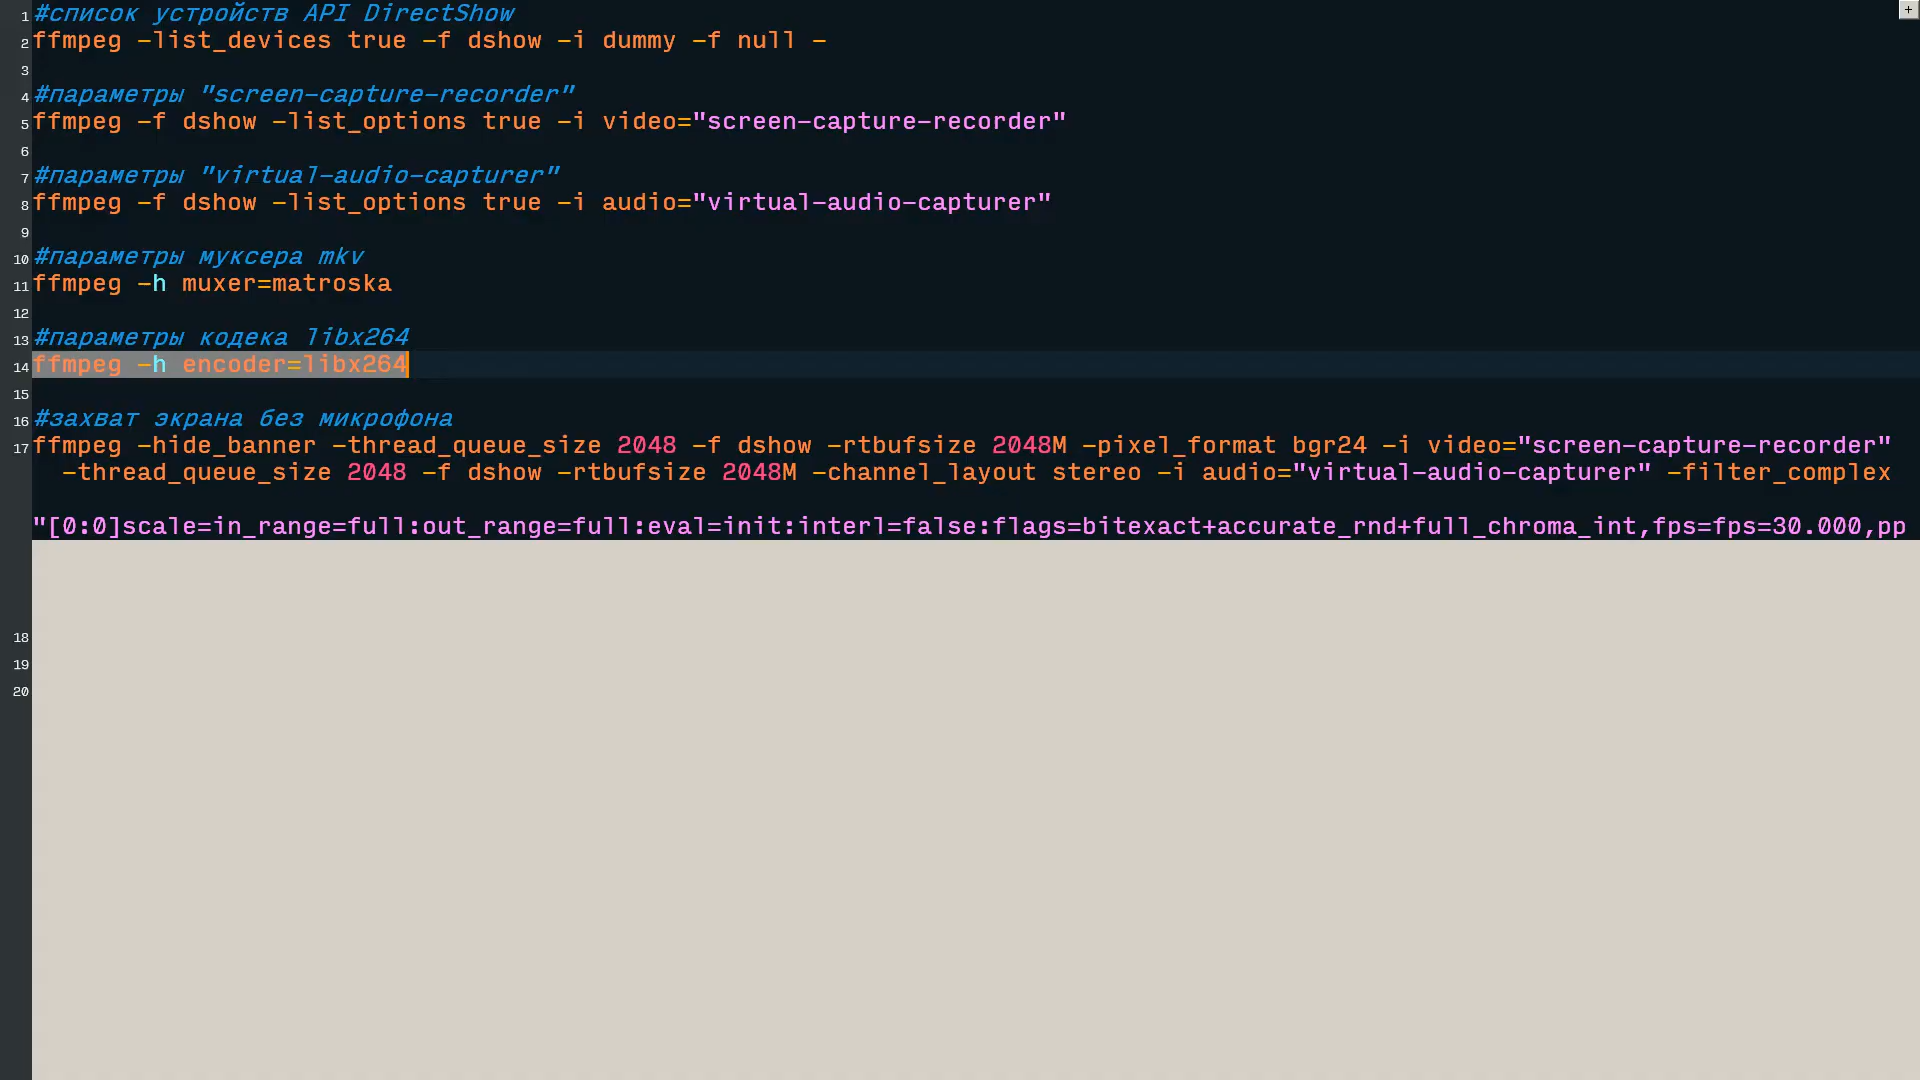 1 #список устройств API DirectShow
2 ffmpeg -list_devices true -f dshow -i dummy -f null -
3
4 #параметры "screen-capture-recorder"
5 ffmpeg -f dshow -list_options true -i video="screen-capture-recorder"
6
7 #параметры "virtual-audio-capturer"
8 ffmpeg -f dshow -list_options true -i audio="virtual-audio-capturer"
9
10 #параметры муксера mkv
11 ffmpeg -h muxer=matroska
12
13 #параметры кодека libx264
14 ffmpeg -h encoder=libx264
15
16 #захват экрана без микрофона
17 ffmpeg -hide_banner -thread_queue_size 2048 -f dshow -rtbufsize 2048M -pixel_format bgr24 -i video="screen-capture-recorder"
-thread_queue_size 2048 -f dshow -rtbufsize 2048M -channel_layout stereo -i audio="virtual-audio-capturer" -filter_complex
"[0:0]scale=in_range=full:out_range=full:eval=init:interl=false:flags=bitexact+accurate_rnd+full_chroma_int,fps=fps=30.000,pp
18
19
20